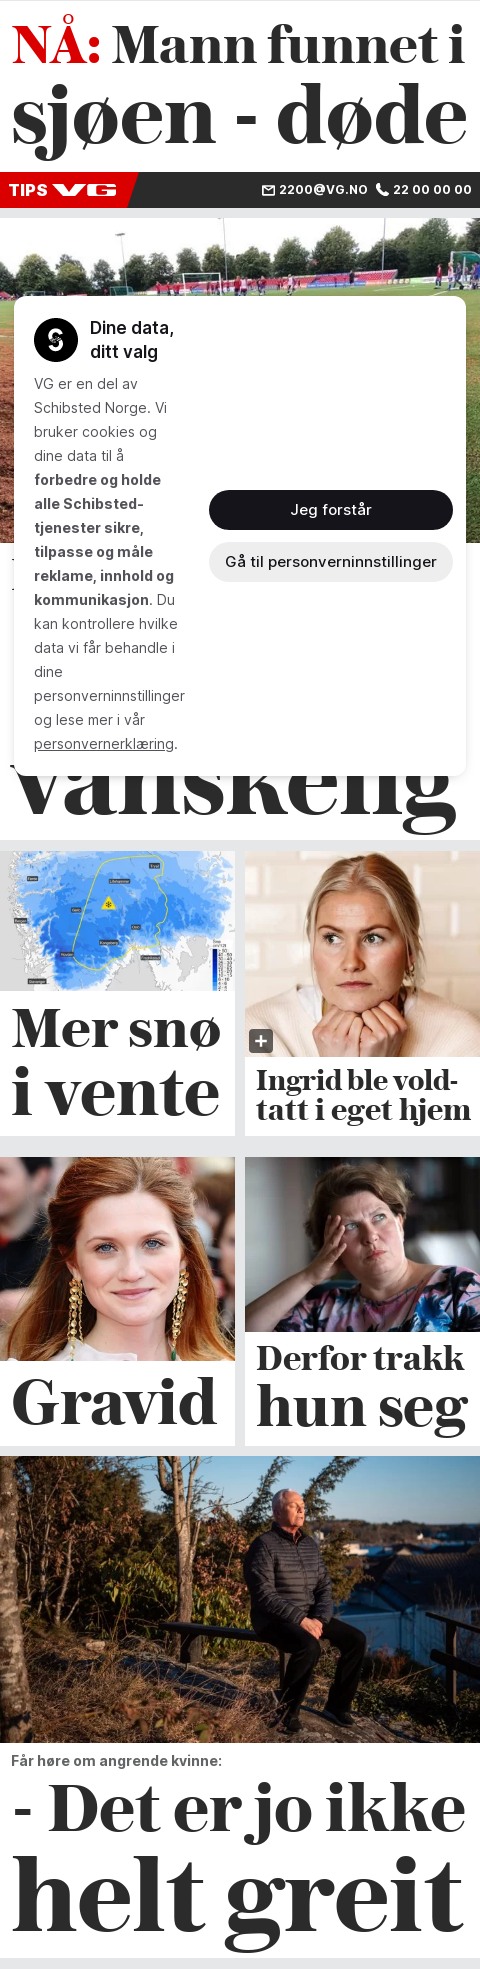 NÅ: Mann funnet i
sjøen - døde
TIPS VG 2200@VG.NO 22 00 00 00
Dine data,
ditt valg
VG er en del av
Schibsted Norge. Vi
bruker cookies og
dine data til å
forbedre og holde
alle Schibsted-
tjenester sikre,
tilpasse og måle
reklame, innhold og
kommunikasjon. Du
kan kontrollere hvilke
data vi får behandle i
dine
personverninnstillinger
og lese mer i vår
personvernerklæring.
Jeg forstår
Gå til personverninnstillinger
vanskelig
Mer snø
i vente
Ingrid ble vold-
tatt i eget hjem
Gravid
Derfor trakk
hun seg
Får høre om angrende kvinne:
- Det er jo ikke
helt greit